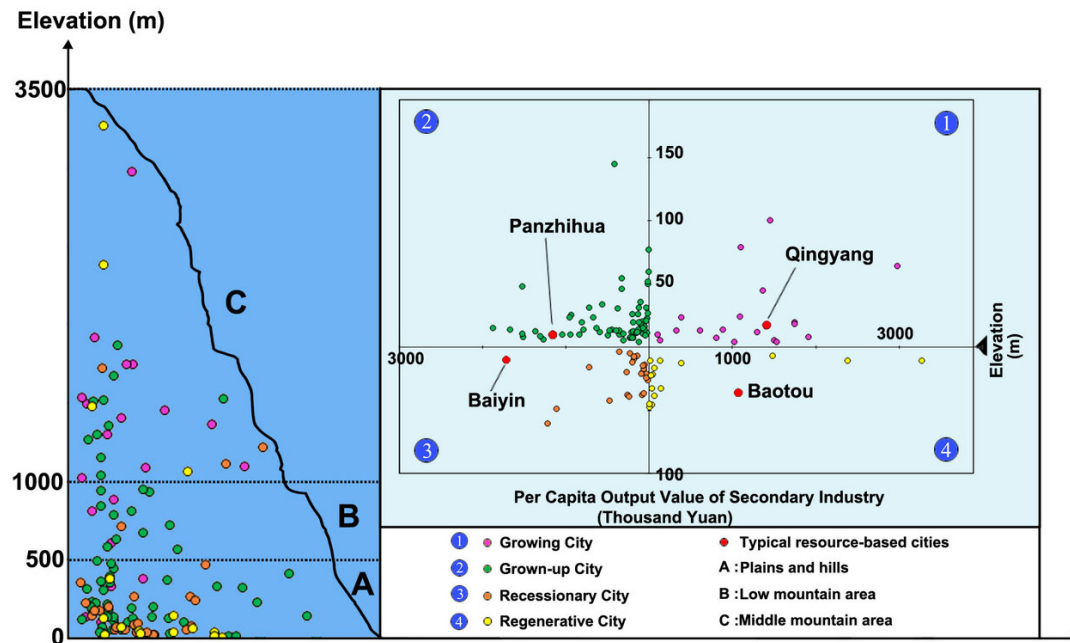 Elevation (m)
3500
1000
500
0
C
B
A
2
1
3
4
150
100
50
100
3000
1000
3000
Panzhihua
Qingyang
Baiyin
Baotou
Elevation
(m)
Per Capita Output Value of Secondary Industry
(Thousand Yuan)
1 Growing City
2 Grown-up City
3 Recessionary City
4 Regenerative City
Typical resource-based cities
A :Plains and hills
B :Low mountain area
C :Middle mountain area